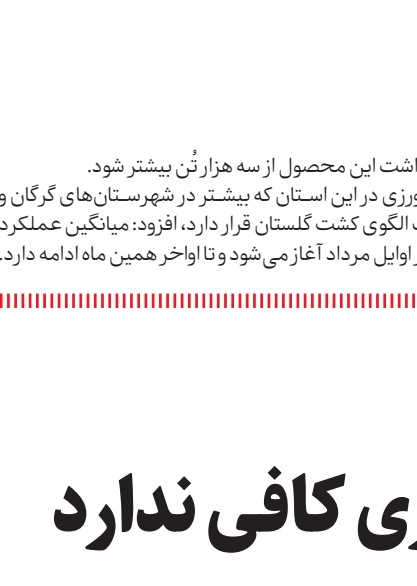 اشت این محصول از سه هزار تُن بیشتر شود.
ورزی در این استان که بیشتر در شهرستان‌های گرگان و
الگوی کشت گلستان قرار دارد، افزود: میانگین عملکرد
اوایل مرداد آغاز می‌شود و تا اواخر همین ماه ادامه دارد.
ی کافی ندارد